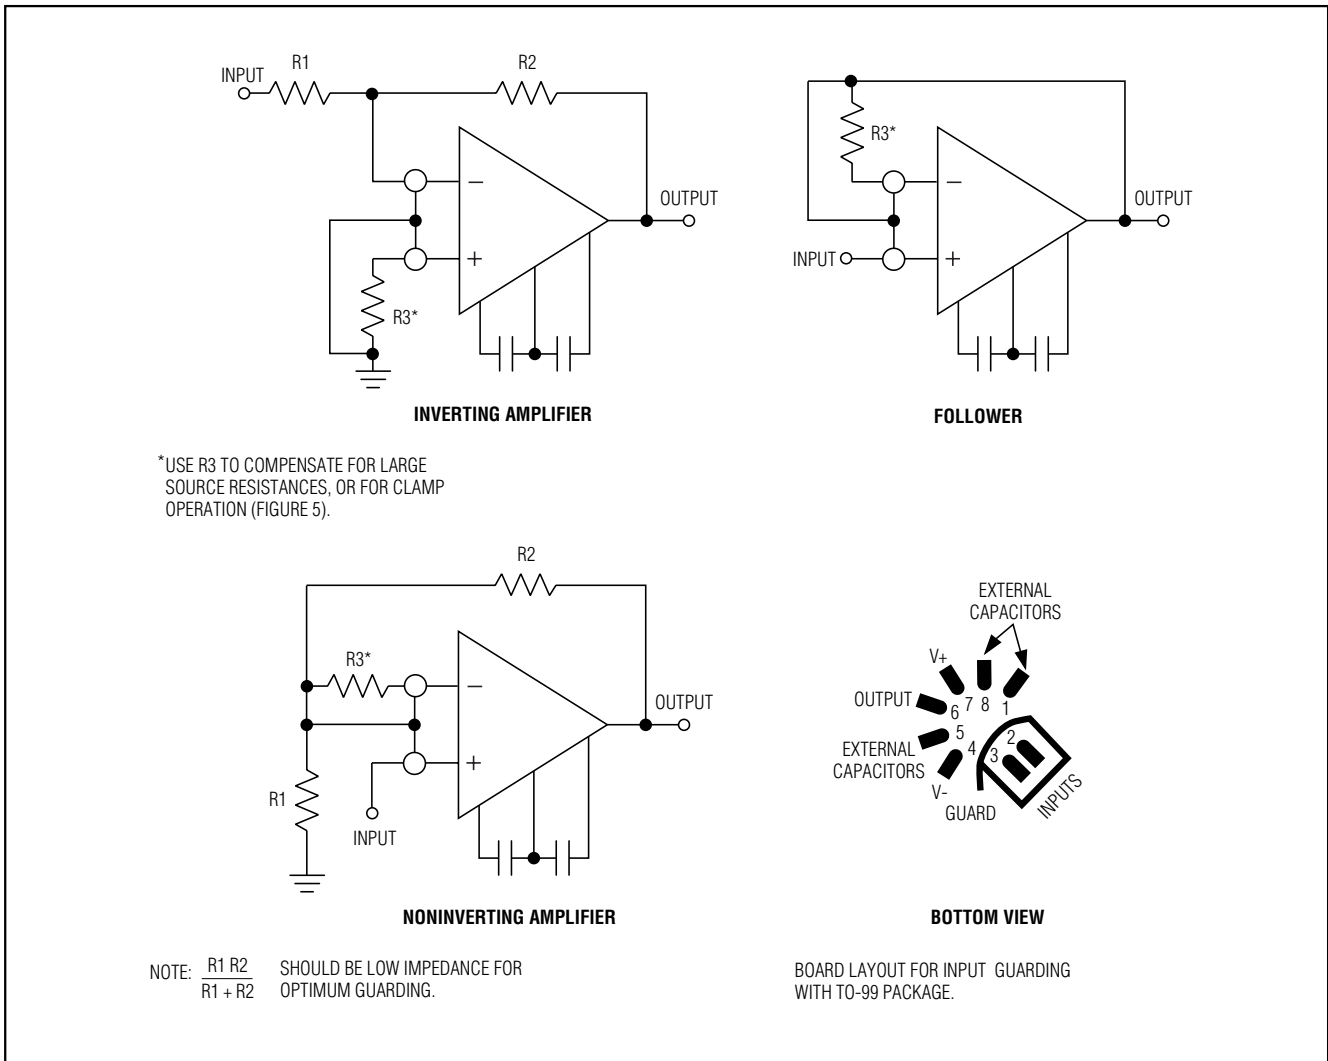 R1
R2
INPUT
−
+
OUTPUT
R3*
INVERTING AMPLIFIER
R3*
−
+
INPUT
OUTPUT
FOLLOWER
*USE R3 TO COMPENSATE FOR LARGE
SOURCE RESISTANCES, OR FOR CLAMP
OPERATION (FIGURE 5).
R2
R3*
−
+
OUTPUT
R1
INPUT
NONINVERTING AMPLIFIER
NOTE: R1 R2
R1 + R2
SHOULD BE LOW IMPEDANCE FOR
OPTIMUM GUARDING.
EXTERNAL
CAPACITORS
V+
OUTPUT
7 8 1
6
5
4
3
2
EXTERNAL
CAPACITORS
V-
GUARD
INPUTS
BOTTOM VIEW
BOARD LAYOUT FOR INPUT GUARDING
WITH TO-99 PACKAGE.